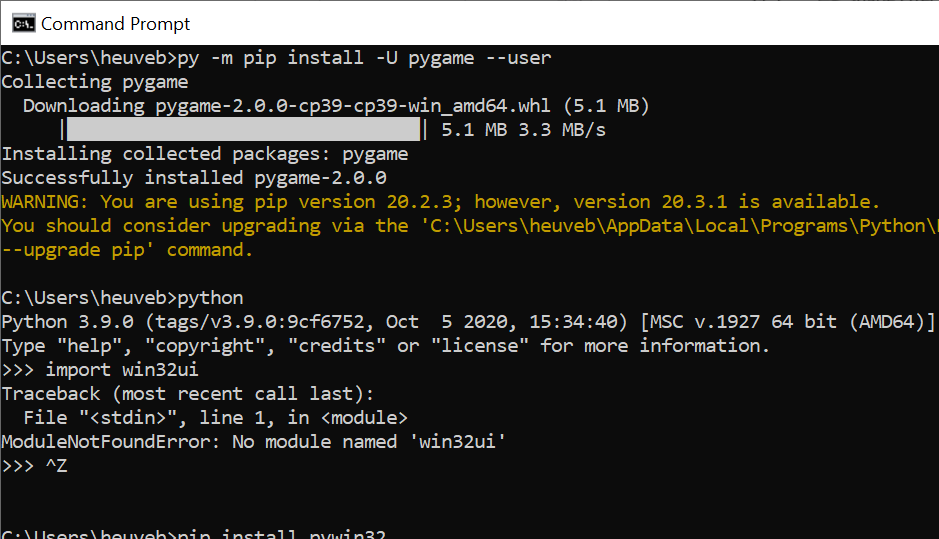 Command Prompt
C:\Users\heuveb>py -m pip install -U pygame --user
Collecting pygame
  Downloading pygame-2.0.0-cp39-cp39-win_amd64.whl (5.1 MB)
     |████████████████████████████████| 5.1 MB 3.3 MB/s
Installing collected packages: pygame
Successfully installed pygame-2.0.0
WARNING: You are using pip version 20.2.3; however, version 20.3.1 is available.
You should consider upgrading via the 'C:\Users\heuveb\AppData\Local\Programs\Python\
--upgrade pip' command.
C:\Users\heuveb>python
Python 3.9.0 (tags/v3.9.0:9cf6752, Oct  5 2020, 15:34:40) [MSC v.1927 64 bit (AMD64)]
Type "help", "copyright", "credits" or "license" for more information.
>>> import win32ui
Traceback (most recent call last):
  File "<stdin>", line 1, in <module>
ModuleNotFoundError: No module named 'win32ui'
>>> ^Z
C:\Users\heuveb>pip install pywin32